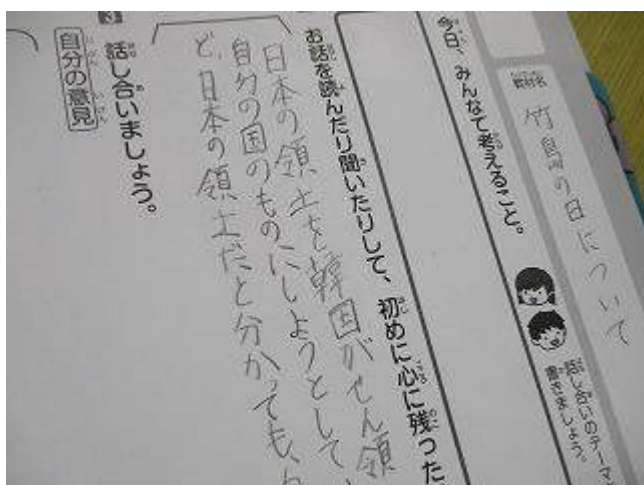 教材名
竹島の日について
今日、みんなで考えること。
話し合いのテーマ
書きましょう。
お話を読んだり聞いたりして、初めに心に残った
日本の領土を韓国がせん領
自分の国のものにしようとして
ど、日本の領土だと分かっても、
3 話し合いましょう。
自分の意見